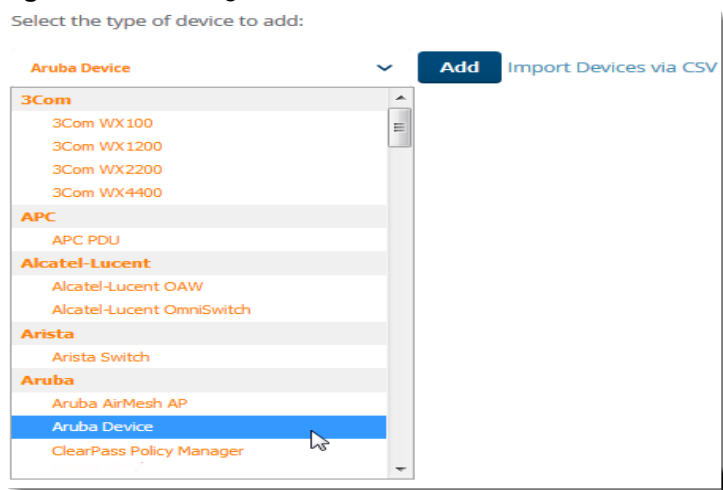 Select the type of device to add:
Aruba Device Add Import Devices via CSV
3Com
3Com WX100
3Com WX1200
3Com WX2200
3Com WX4400
APC
APC PDU
Alcatel-Lucent
Alcatel-Lucent OAW
Alcatel-Lucent OmniSwitch
Arista
Arista Switch
Aruba
Aruba AirMesh AP
Aruba Device
ClearPass Policy Manager